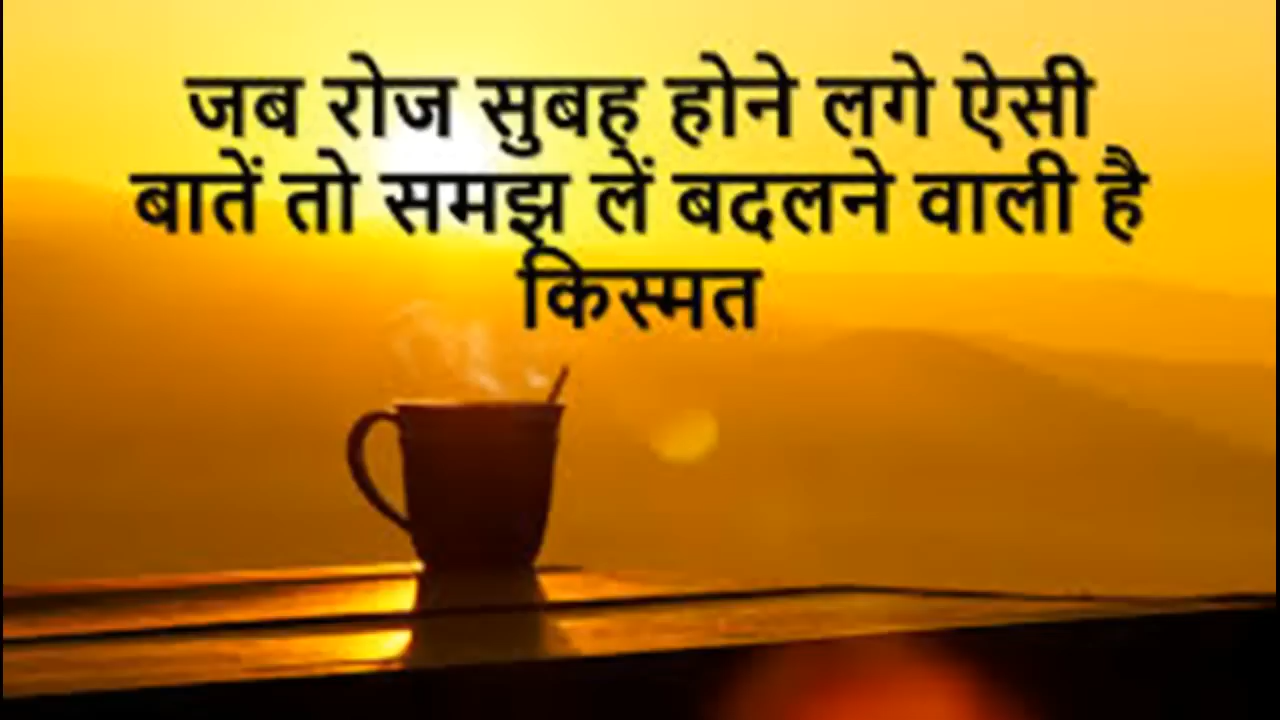 जब रोज सुबह होने लगे ऐसी
बातें तो समझ लें बदलने वाली है
किस्मत